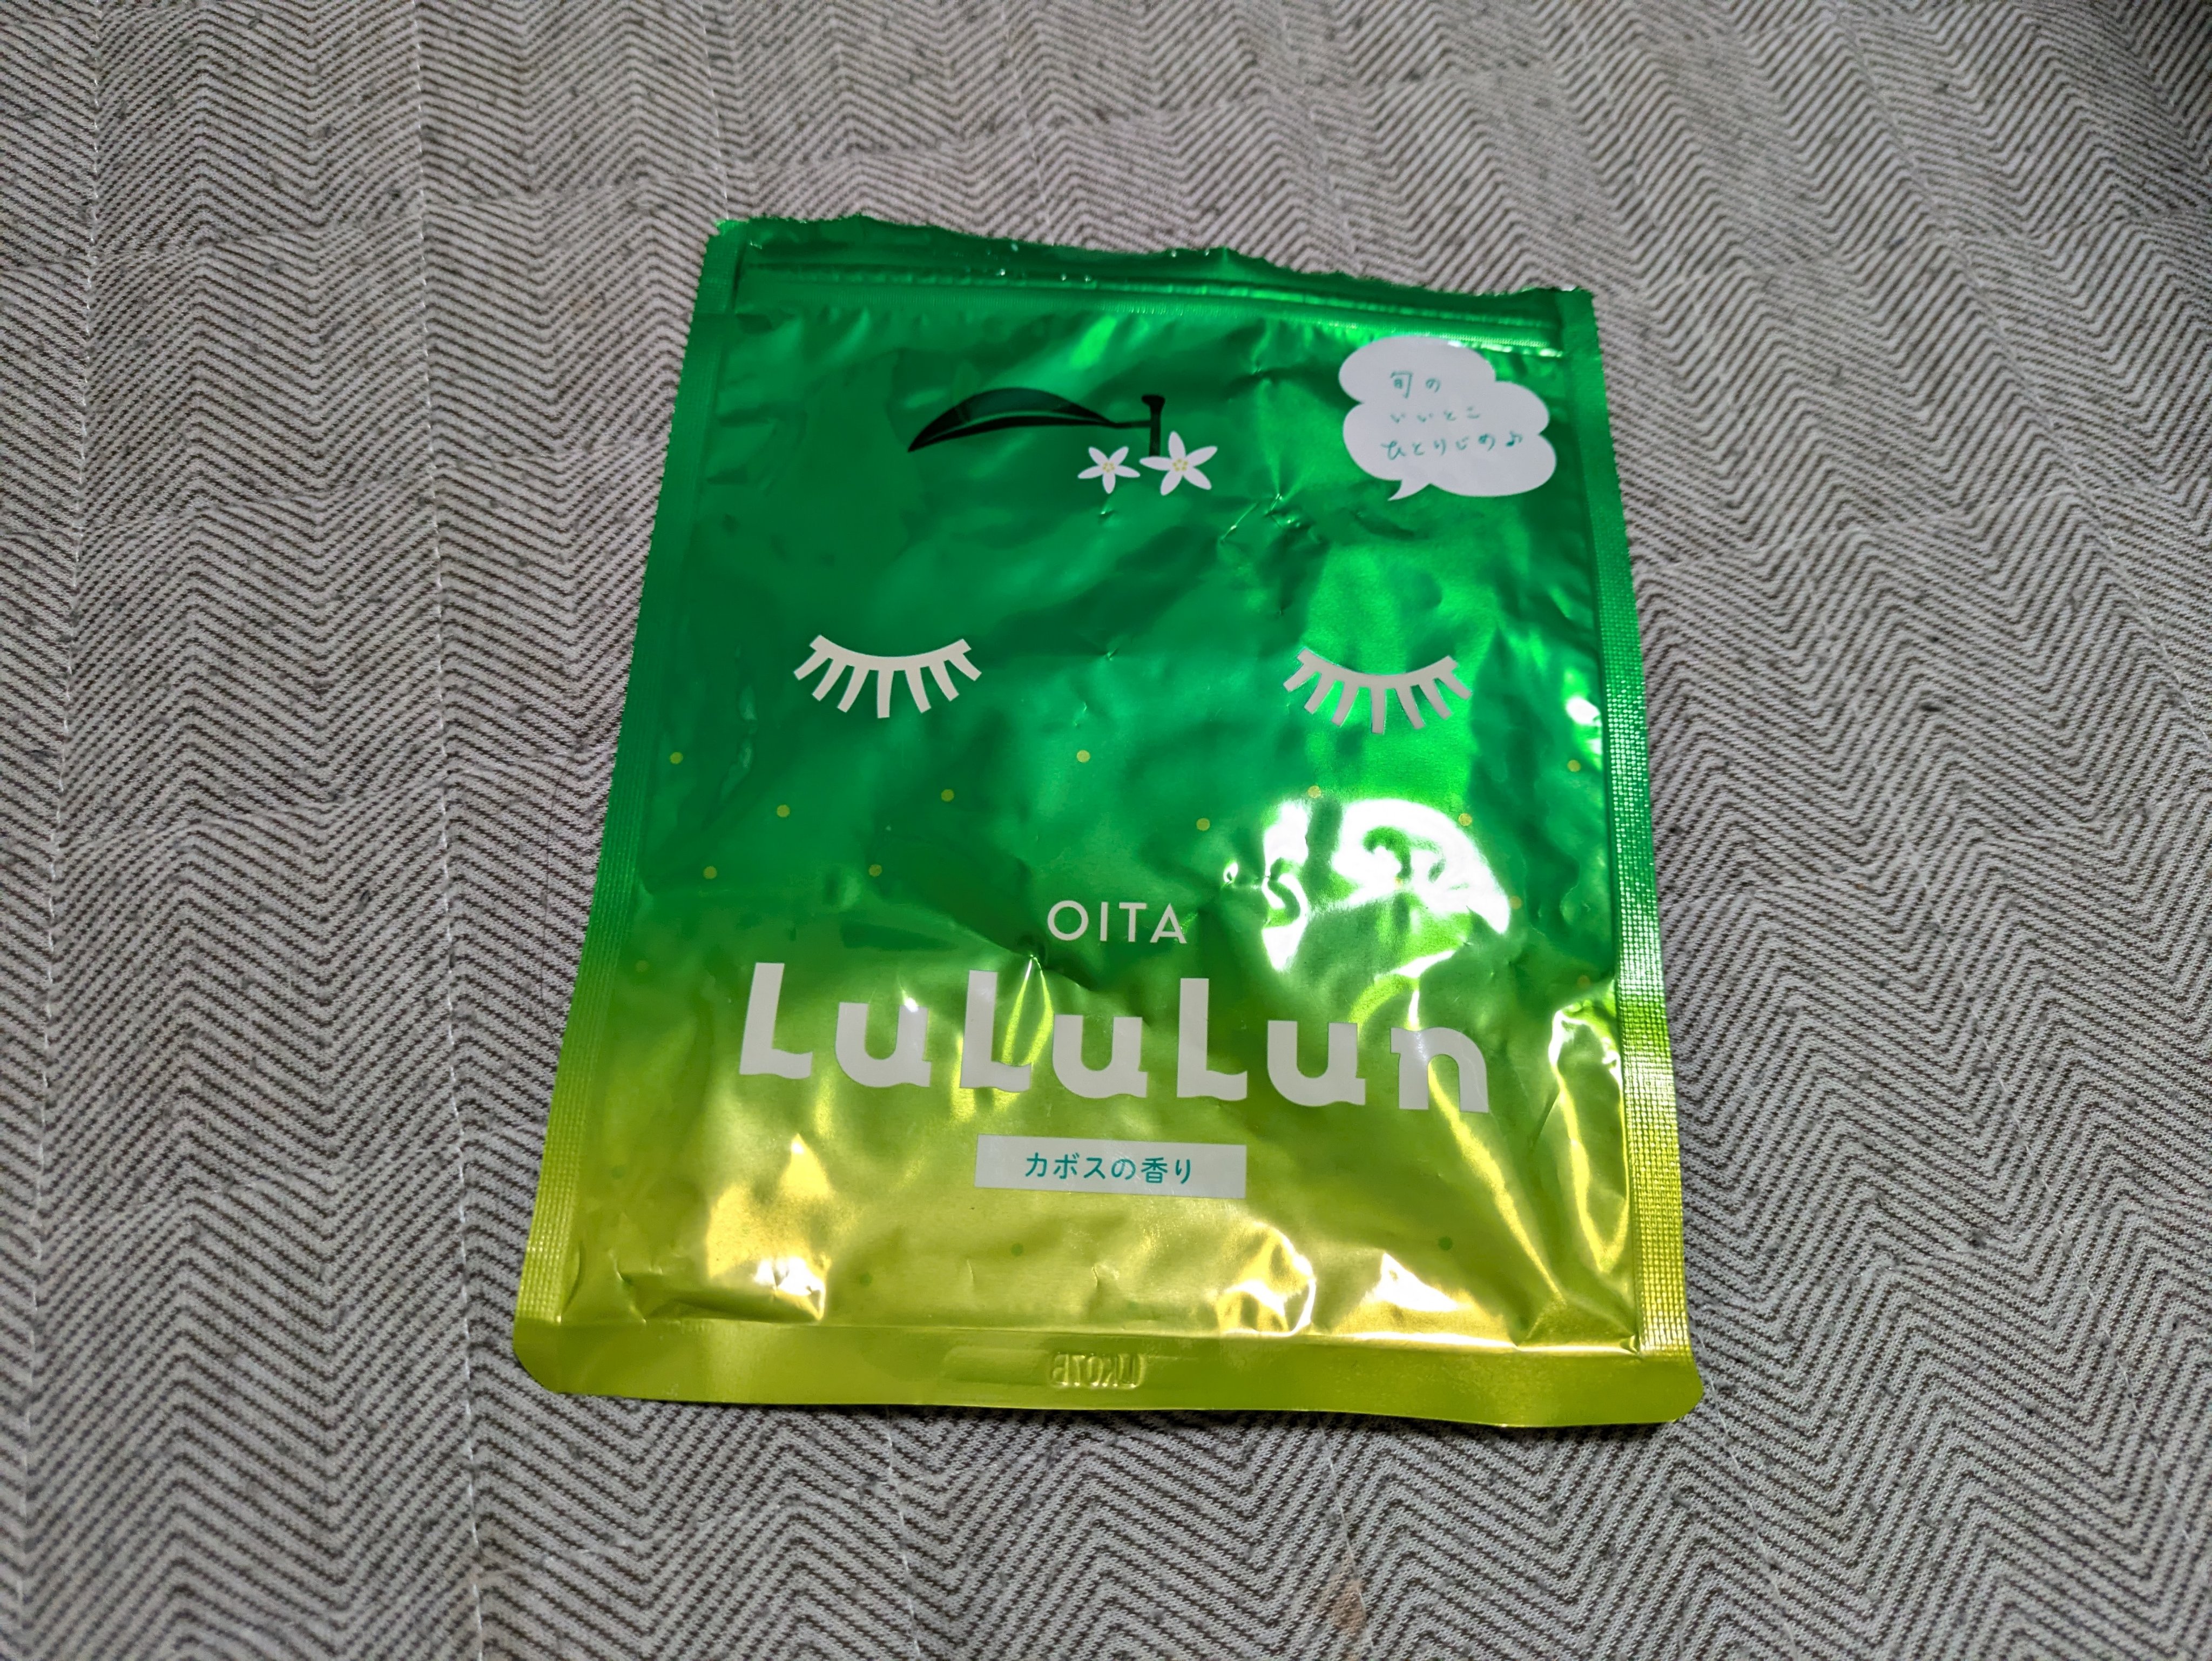 旬の
いいとこ
ひとりじめ♪
OITA
LuLuLun
カボスの香り